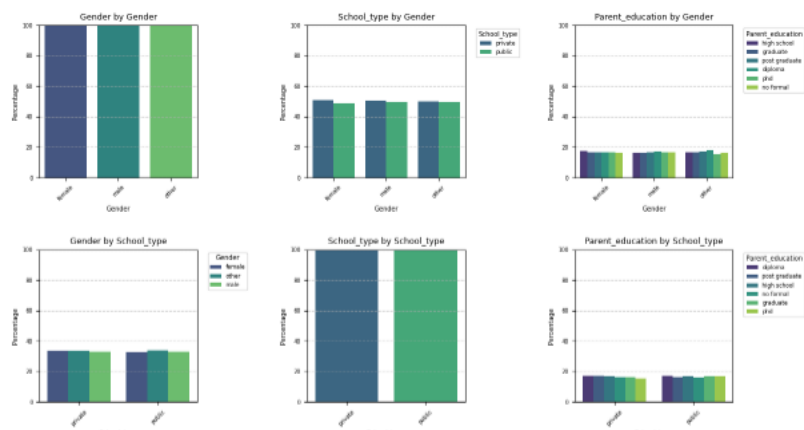 Gender by Gender
Percentage
100
80
60
40
20
0
female
male
other
Gender
School_type by Gender
Percentage
100
80
60
40
20
0
female
male
other
Gender
School_type
private
public
Parent_education by Gender
Percentage
100
80
60
40
20
0
female
male
other
Gender
Parent_education
high school
graduate
post graduate
diploma
phd
no formal
Gender by School_type
Percentage
100
80
60
40
20
0
private
public
Gender
female
other
male
School_type by School_type
Percentage
100
80
60
40
20
0
private
public
Parent_education by School_type
Percentage
100
80
60
40
20
0
private
public
Parent_education
diploma
post graduate
high school
no formal
graduate
phd